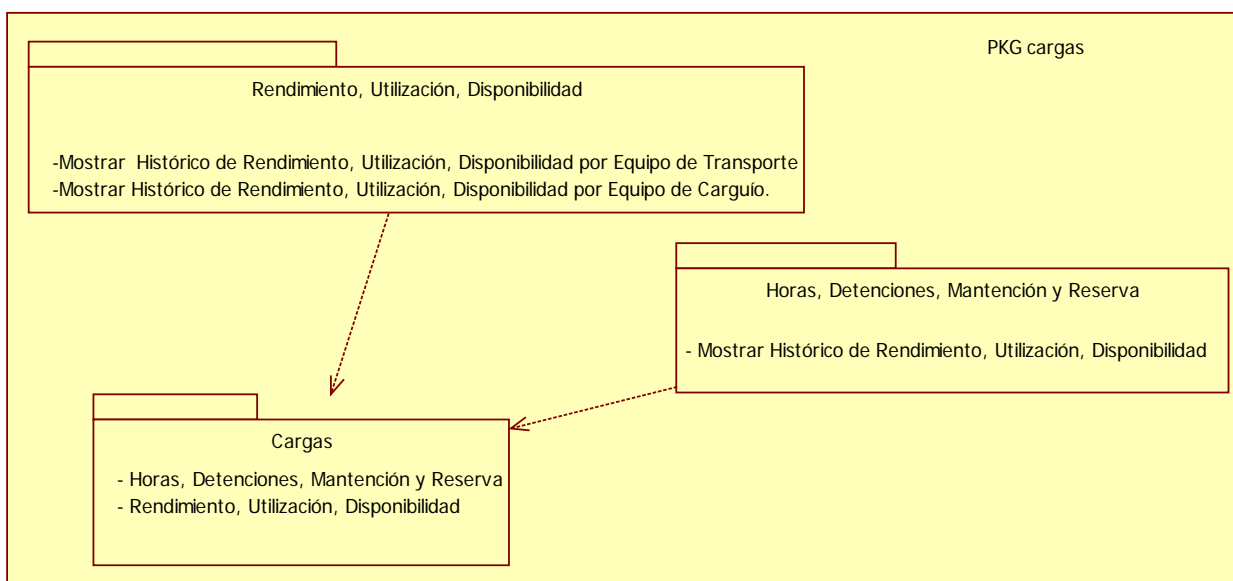 PKG cargas
Rendimiento, Utilización, Disponibilidad
-Mostrar  Histórico de Rendimiento, Utilización, Disponibilidad por Equipo de Transporte
-Mostrar Histórico de Rendimiento, Utilización, Disponibilidad por Equipo de Carguío.
Horas, Detenciones, Mantención y Reserva
- Mostrar Histórico de Rendimiento, Utilización, Disponibilidad
Cargas
- Horas, Detenciones, Mantención y Reserva
- Rendimiento, Utilización, Disponibilidad